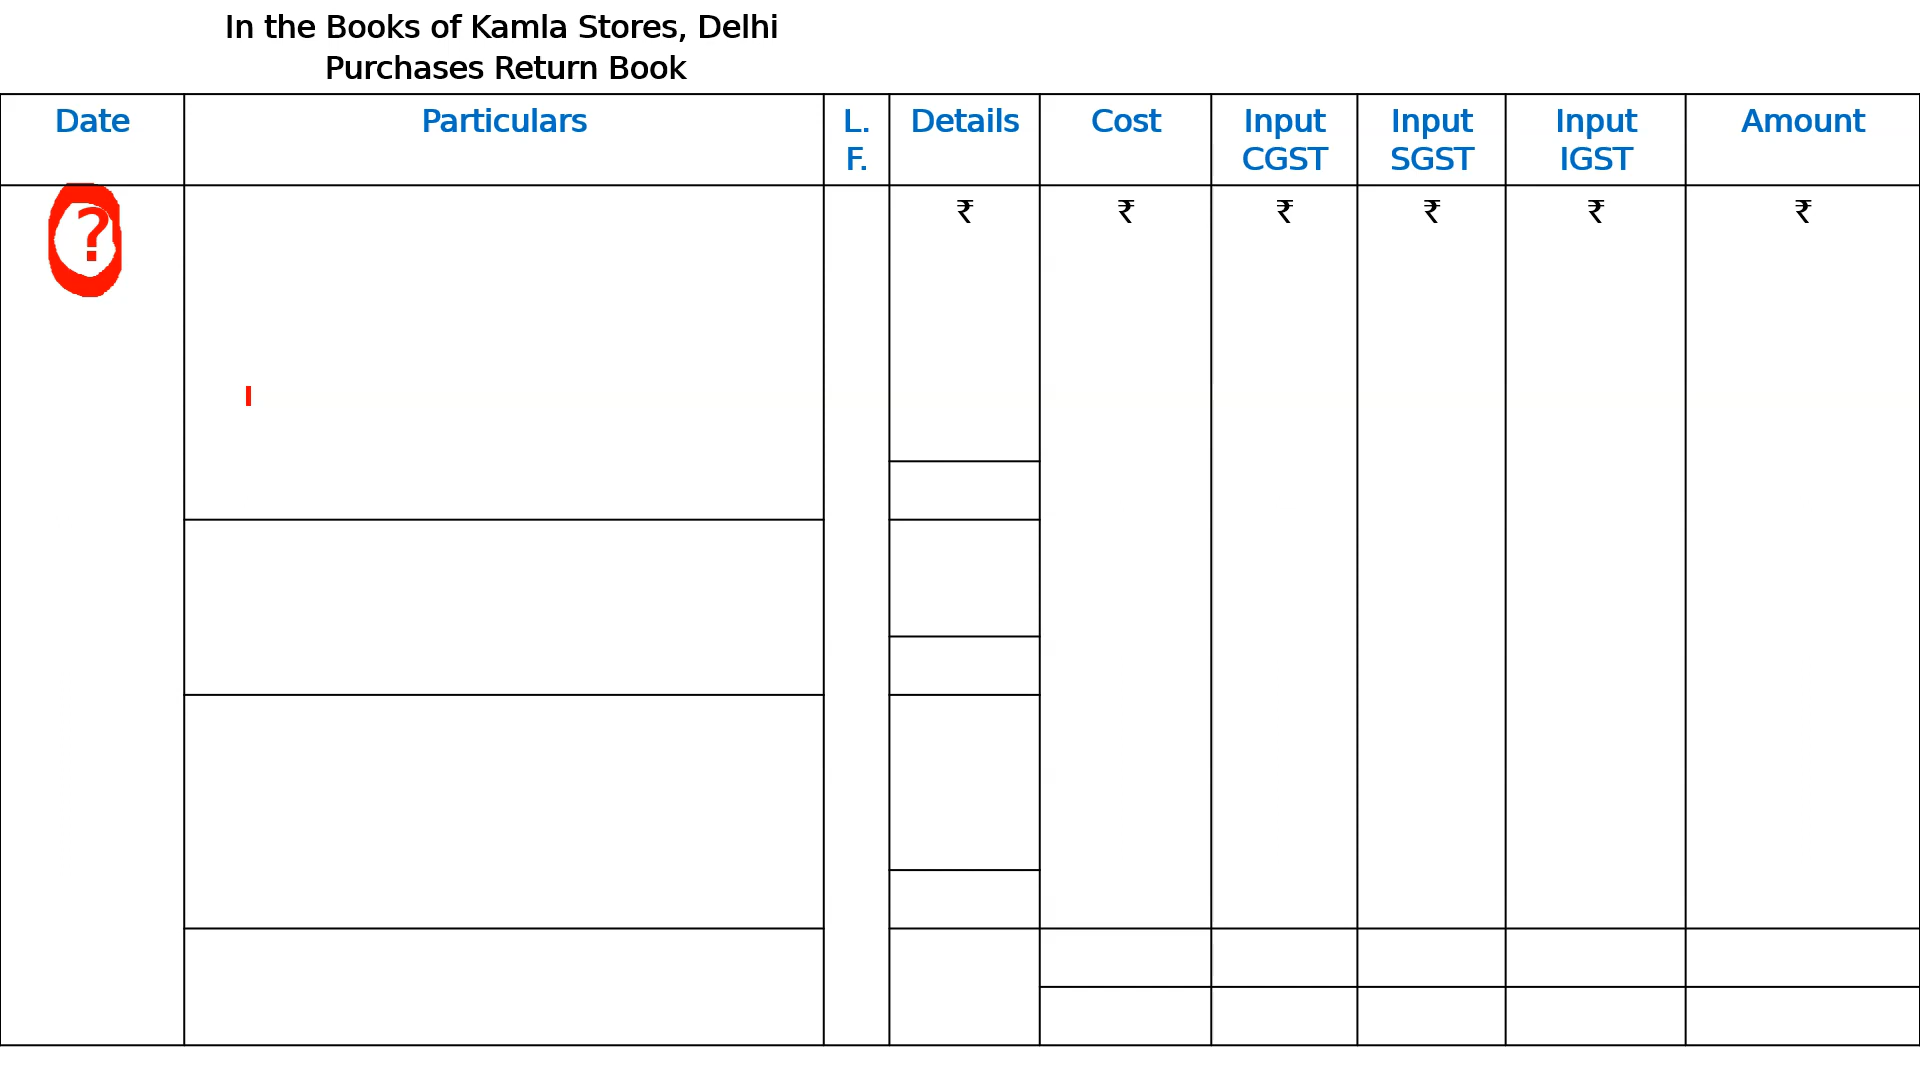 In the Books of Kamla Stores, Delhi
Purchases Return Book
Date Particulars L. F. Details Cost Input CGST Input SGST Input IGST Amount
? ₹ ₹ ₹ ₹ ₹ ₹